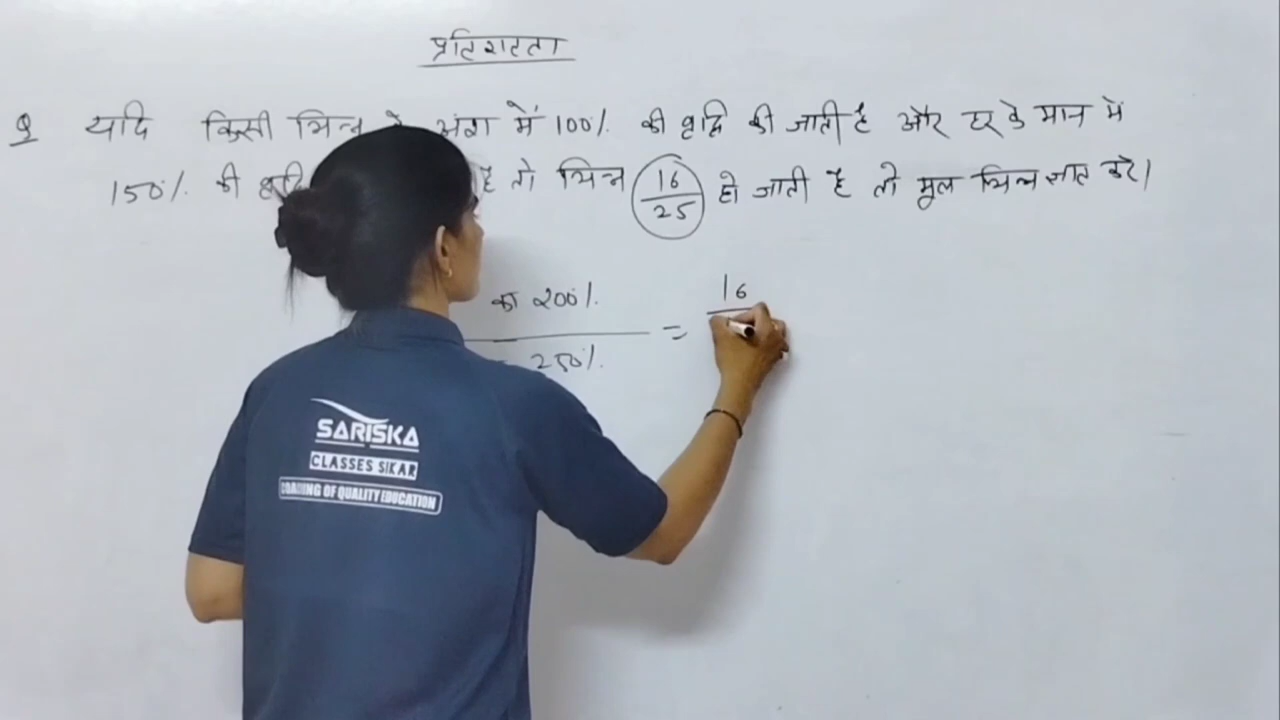 प्रतिशतता
Q यदि किसी भिन्न के अंश में 100% की वृद्धि की जाती है और हर के मान में
150% की है तो भिन्न 16/25 हो जाती है तो मूल भिन्न ज्ञात करे।
का 200%
250%
=
16
SARISKA
CLASSES SIKAR
OF QUALITY EDUCATION